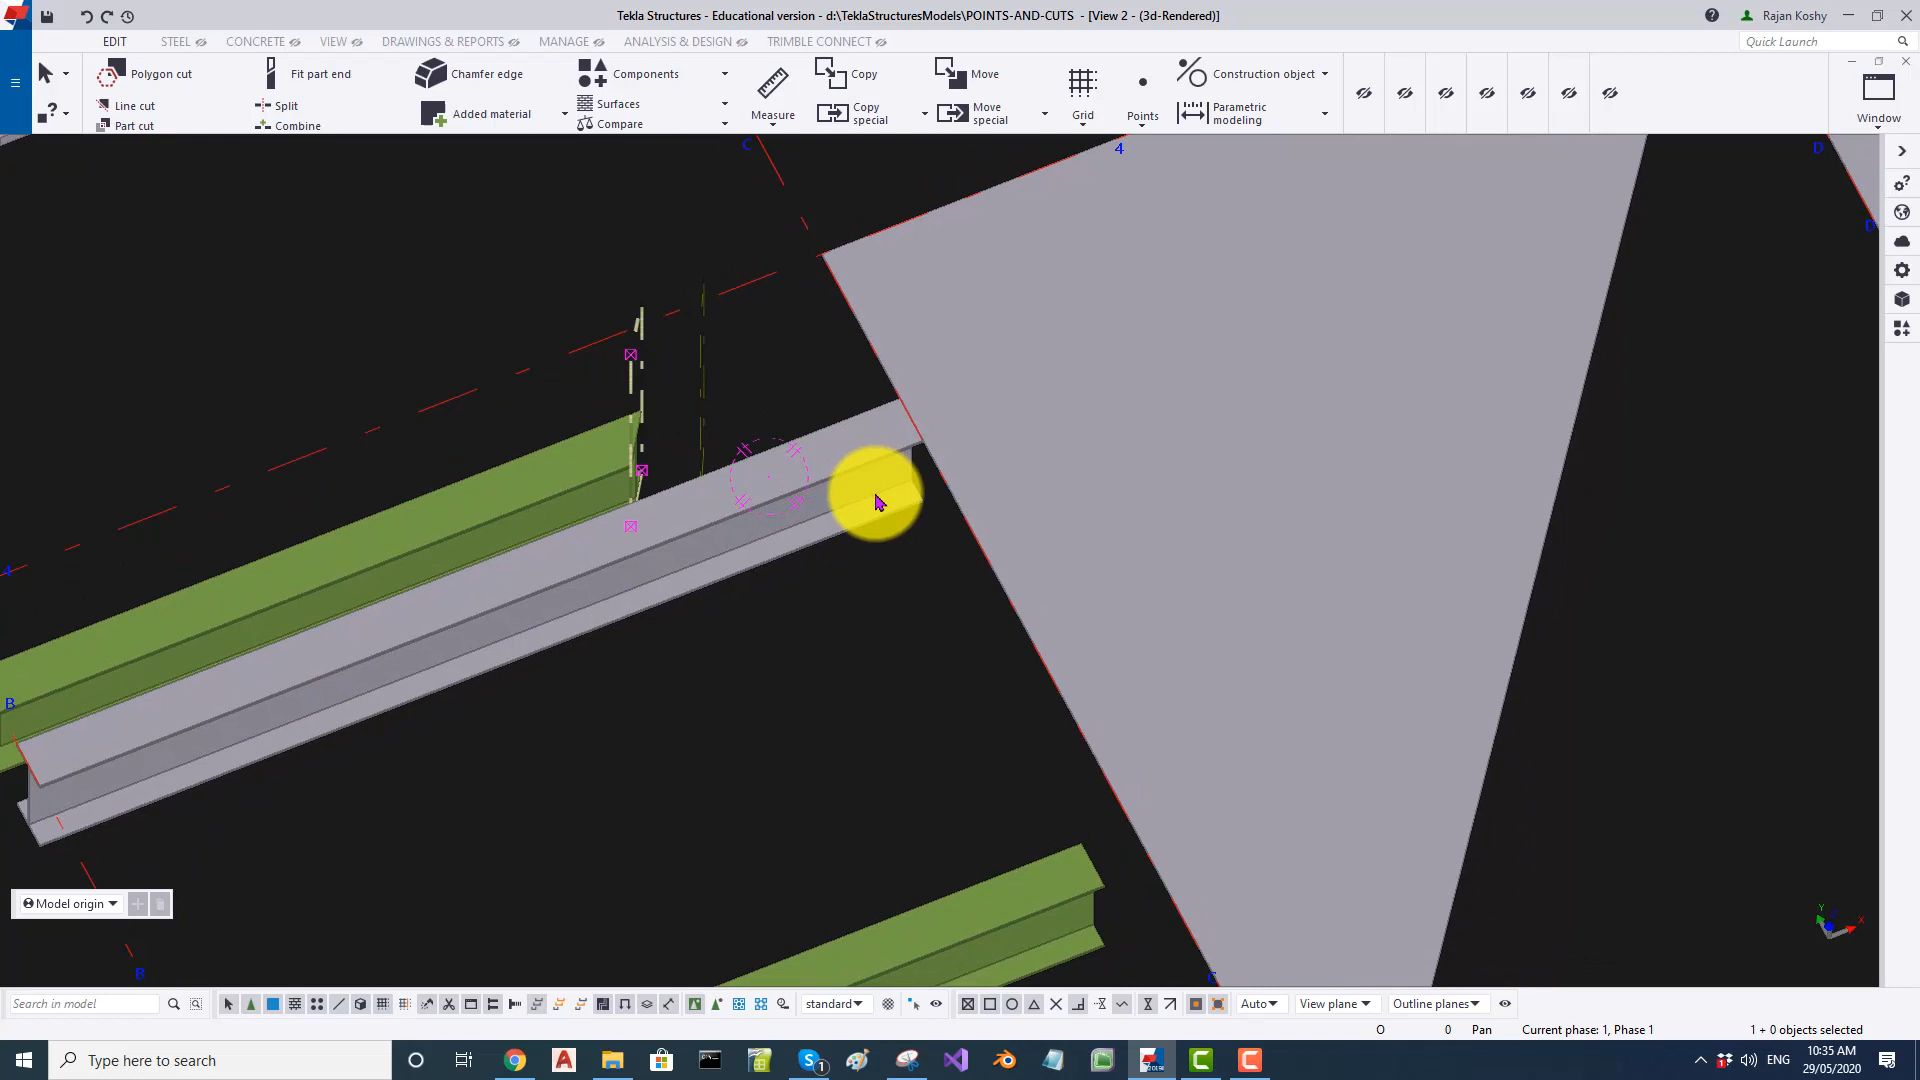 Tekla Structures - Educational version - d:\TeklaStructuresModels\POINTS-AND-CUTS - [View 2 - (3d-Rendered)]
Rajan Koshy
EDIT STEEL CONCRETE VIEW DRAWINGS & REPORTS MANAGE ANALYSIS & DESIGN TRIMBLE CONNECT
Quick Launch
Polygon cut
Line cut
Part cut
Fit part end
Split
Combine
Chamfer edge
Added material
Components
Surfaces
Compare
Measure
Copy
Copy special
Move
Move special
Grid
Points
Construction object
Parametric modeling
Window
C
4
D
D
4
B
B
C
Model origin
Y
X
Search in model
standard
Auto
View plane
Outline planes
O 0 Pan Current phase: 1, Phase 1 1 + 0 objects selected
Type here to search
ENG
10:35 AM
29/05/2020